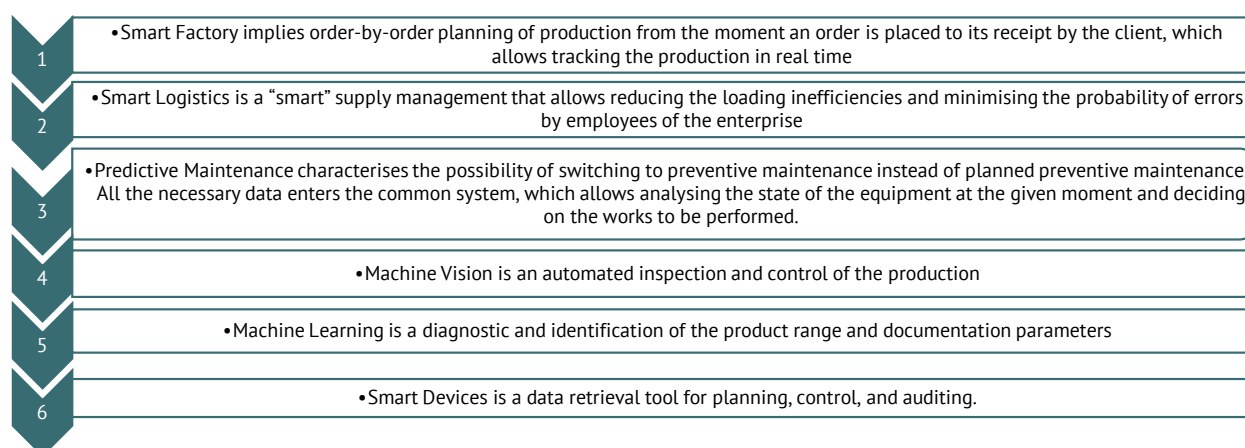 1
•Smart Factory implies order-by-order planning of production from the moment an order is placed to its receipt by the client, which
allows tracking the production in real time
2
•Smart Logistics is a “smart” supply management that allows reducing the loading inefficiencies and minimising the probability of errors
by employees of the enterprise
3
•Predictive Maintenance characterises the possibility of switching to preventive maintenance instead of planned preventive maintenance
All the necessary data enters the common system, which allows analysing the state of the equipment at the given moment and deciding
on the works to be performed.
4
•Machine Vision is an automated inspection and control of the production
5
•Machine Learning is a diagnostic and identification of the product range and documentation parameters
6
•Smart Devices is a data retrieval tool for planning, control, and auditing.